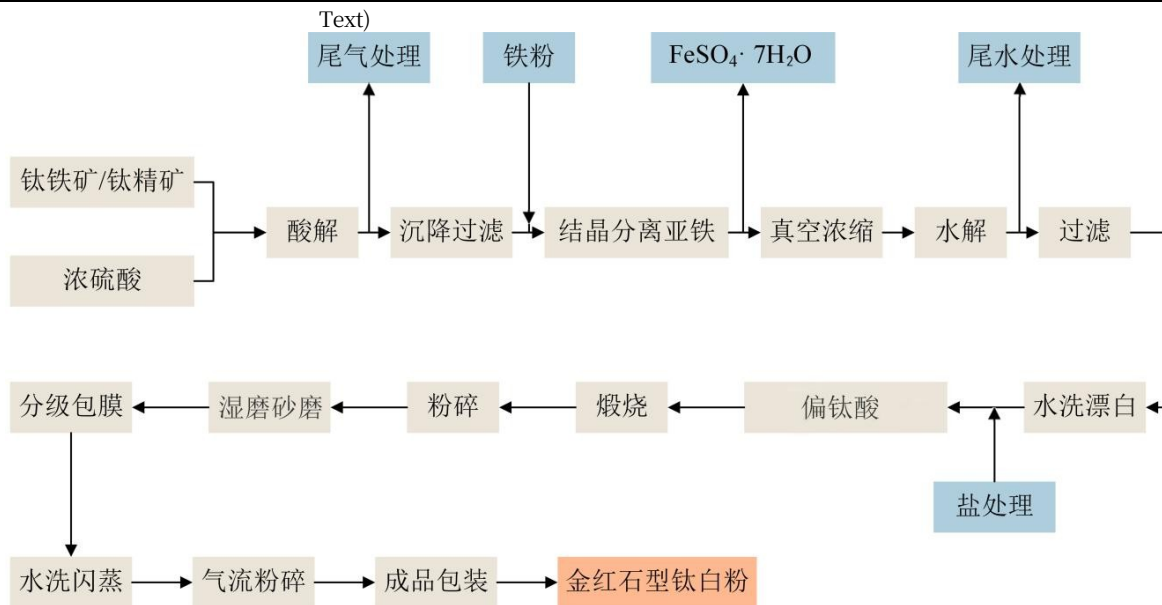 Text)
尾气处理
铁粉
FeSO₄· 7H₂O
尾水处理
钛铁矿/钛精矿
浓硫酸
酸解
沉降过滤
结晶分离亚铁
真空浓缩
水解
过滤
分级包膜
湿磨砂磨
粉碎
煅烧
偏钛酸
水洗漂白
盐处理
水洗闪蒸
气流粉碎
成品包装
金红石型钛白粉